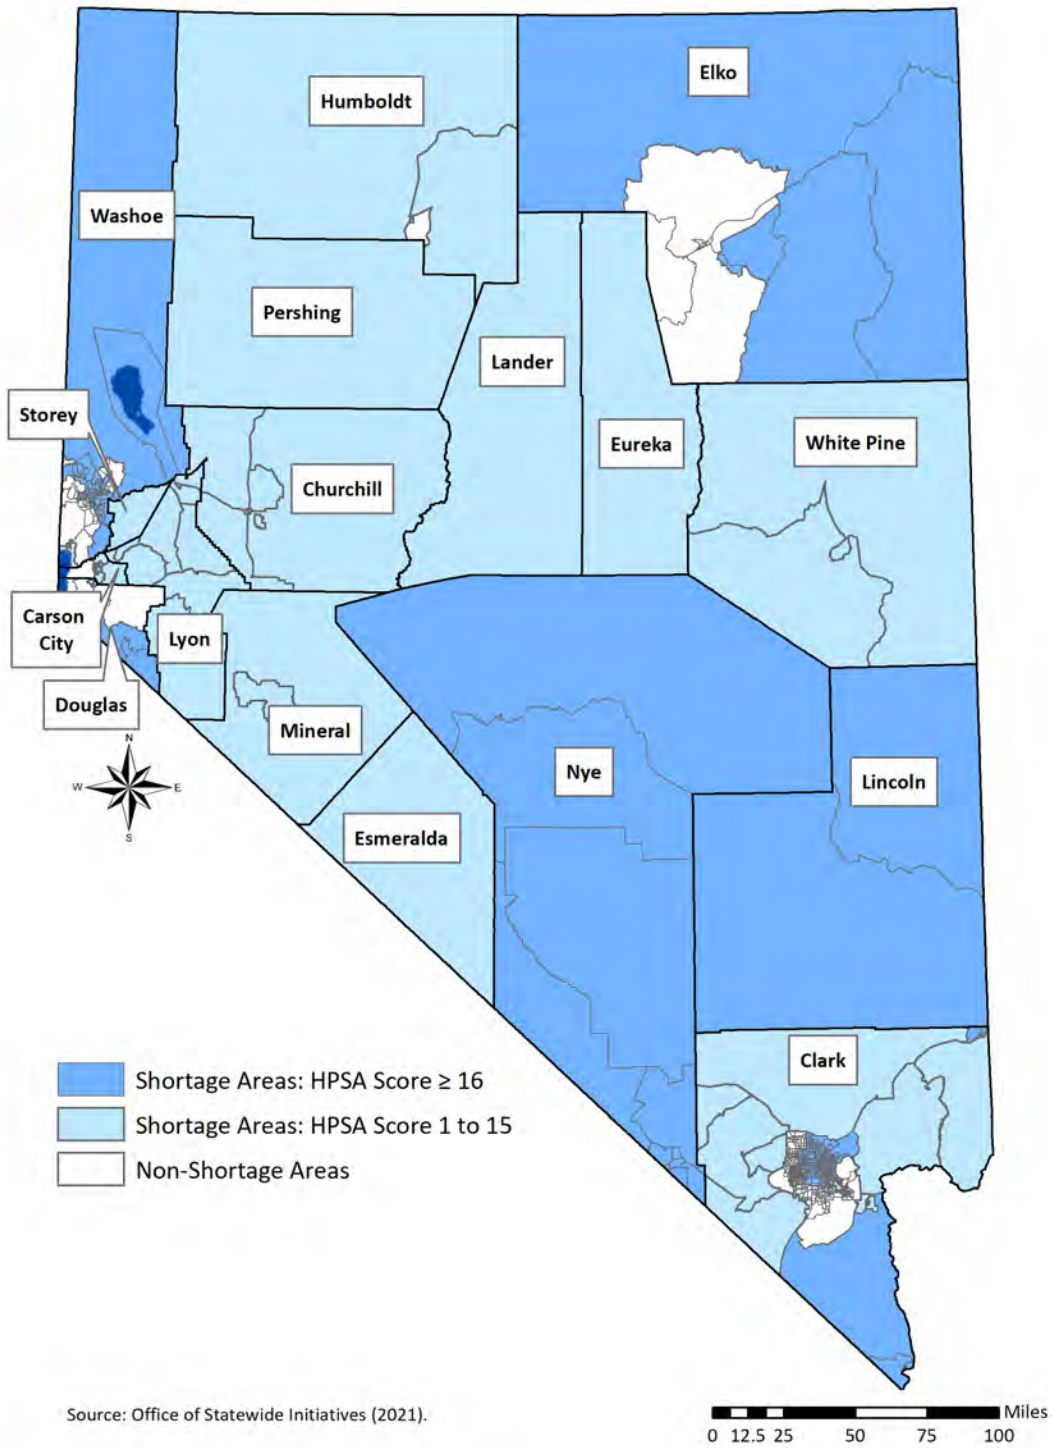 Elko
Humboldt
Washoe
Pershing
Lander
Storey
Eureka
White Pine
Churchill
Carson
City
Lyon
Douglas
Mineral
N
W
E
S
Nye
Lincoln
Esmeralda
Clark
Shortage Areas: HPSA Score ≥ 16
Shortage Areas: HPSA Score 1 to 15
Non-Shortage Areas
Source: Office of Statewide Initiatives (2021).
Miles
0 12.5 25 50 75 100